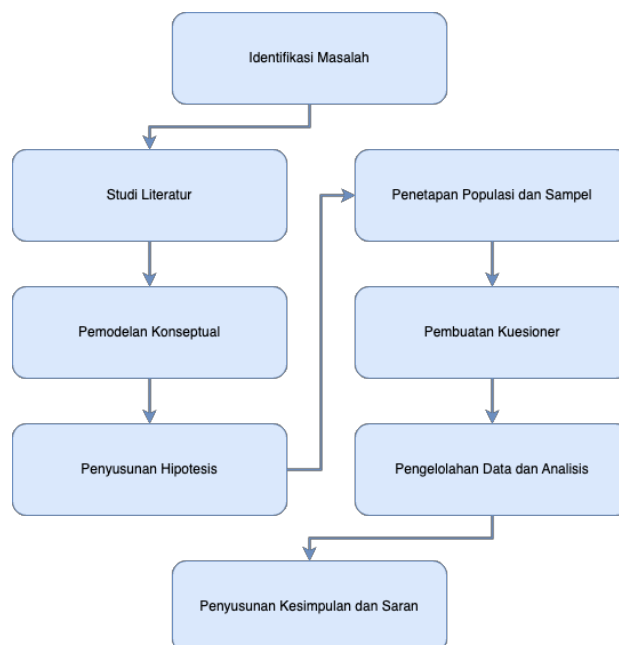 Identifikasi Masalah
Studi Literatur
Pemodelan Konseptual
Penyusunan Hipotesis
Penetapan Populasi dan Sampel
Pembuatan Kuesioner
Pengelolahan Data dan Analisis
Penyusunan Kesimpulan dan Saran